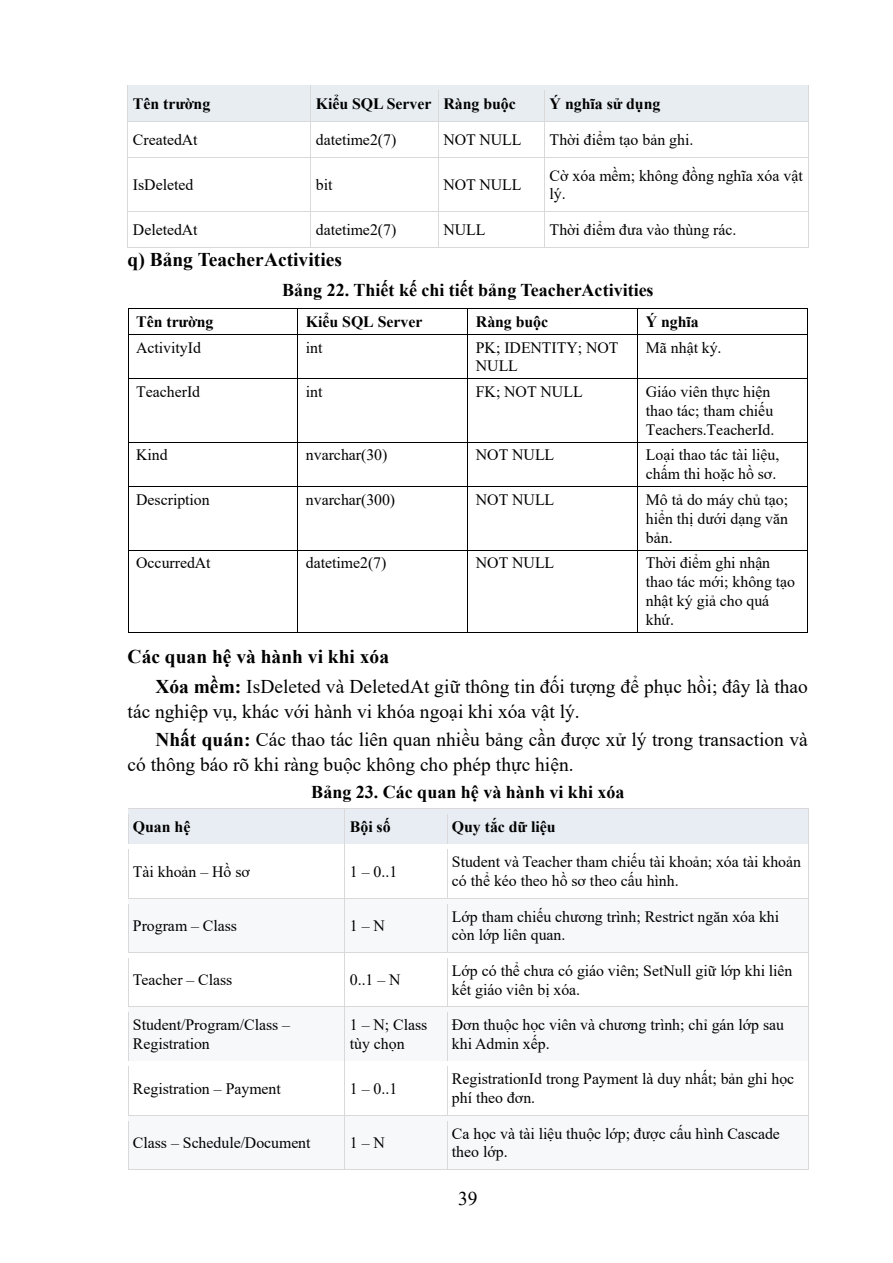 Tên trường Kiểu SQL Server Ràng buộc Ý nghĩa sử dụng
CreatedAt datetime2(7) NOT NULL Thời điểm tạo bản ghi.
IsDeleted bit NOT NULL Cờ xóa mềm; không đồng nghĩa xóa vật
lý.
DeletedAt datetime2(7) NULL Thời điểm đưa vào thùng rác.
q) Bảng TeacherActivities
Bảng 22. Thiết kế chi tiết bảng TeacherActivities
Tên trường Kiểu SQL Server Ràng buộc Ý nghĩa
ActivityId int PK; IDENTITY; NOT Mã nhật ký.
NULL
TeacherId int FK; NOT NULL Giáo viên thực hiện
thao tác; tham chiếu
Teachers.TeacherId.
Kind nvarchar(30) NOT NULL Loại thao tác tài liệu,
chấm thi hoặc hồ sơ.
Description nvarchar(300) NOT NULL Mô tả do máy chủ tạo;
hiển thị dưới dạng văn
bản.
OccurredAt datetime2(7) NOT NULL Thời điểm ghi nhận
thao tác mới; không tạo
nhật ký giả cho quá
khứ.
Các quan hệ và hành vi khi xóa
Xóa mềm: IsDeleted và DeletedAt giữ thông tin đối tượng để phục hồi; đây là thao
tác nghiệp vụ, khác với hành vi khóa ngoại khi xóa vật lý.
Nhất quán: Các thao tác liên quan nhiều bảng cần được xử lý trong transaction và
có thông báo rõ khi ràng buộc không cho phép thực hiện.
Bảng 23. Các quan hệ và hành vi khi xóa
Quan hệ Bội số Quy tắc dữ liệu
Tài khoản – Hồ sơ 1 – 0..1 Student và Teacher tham chiếu tài khoản; xóa tài khoản
có thể kéo theo hồ sơ theo cấu hình.
Program – Class 1 – N Lớp tham chiếu chương trình; Restrict ngăn xóa khi
còn lớp liên quan.
Teacher – Class 0..1 – N Lớp có thể chưa có giáo viên; SetNull giữ lớp khi liên
kết giáo viên bị xóa.
Student/Program/Class – 1 – N; Class Đơn thuộc học viên và chương trình; chỉ gán lớp sau
Registration tùy chọn khi Admin xếp.
Registration – Payment 1 – 0..1 RegistrationId trong Payment là duy nhất; bản ghi học
phí theo đơn.
Class – Schedule/Document 1 – N Ca học và tài liệu thuộc lớp; được cấu hình Cascade
theo lớp.
39